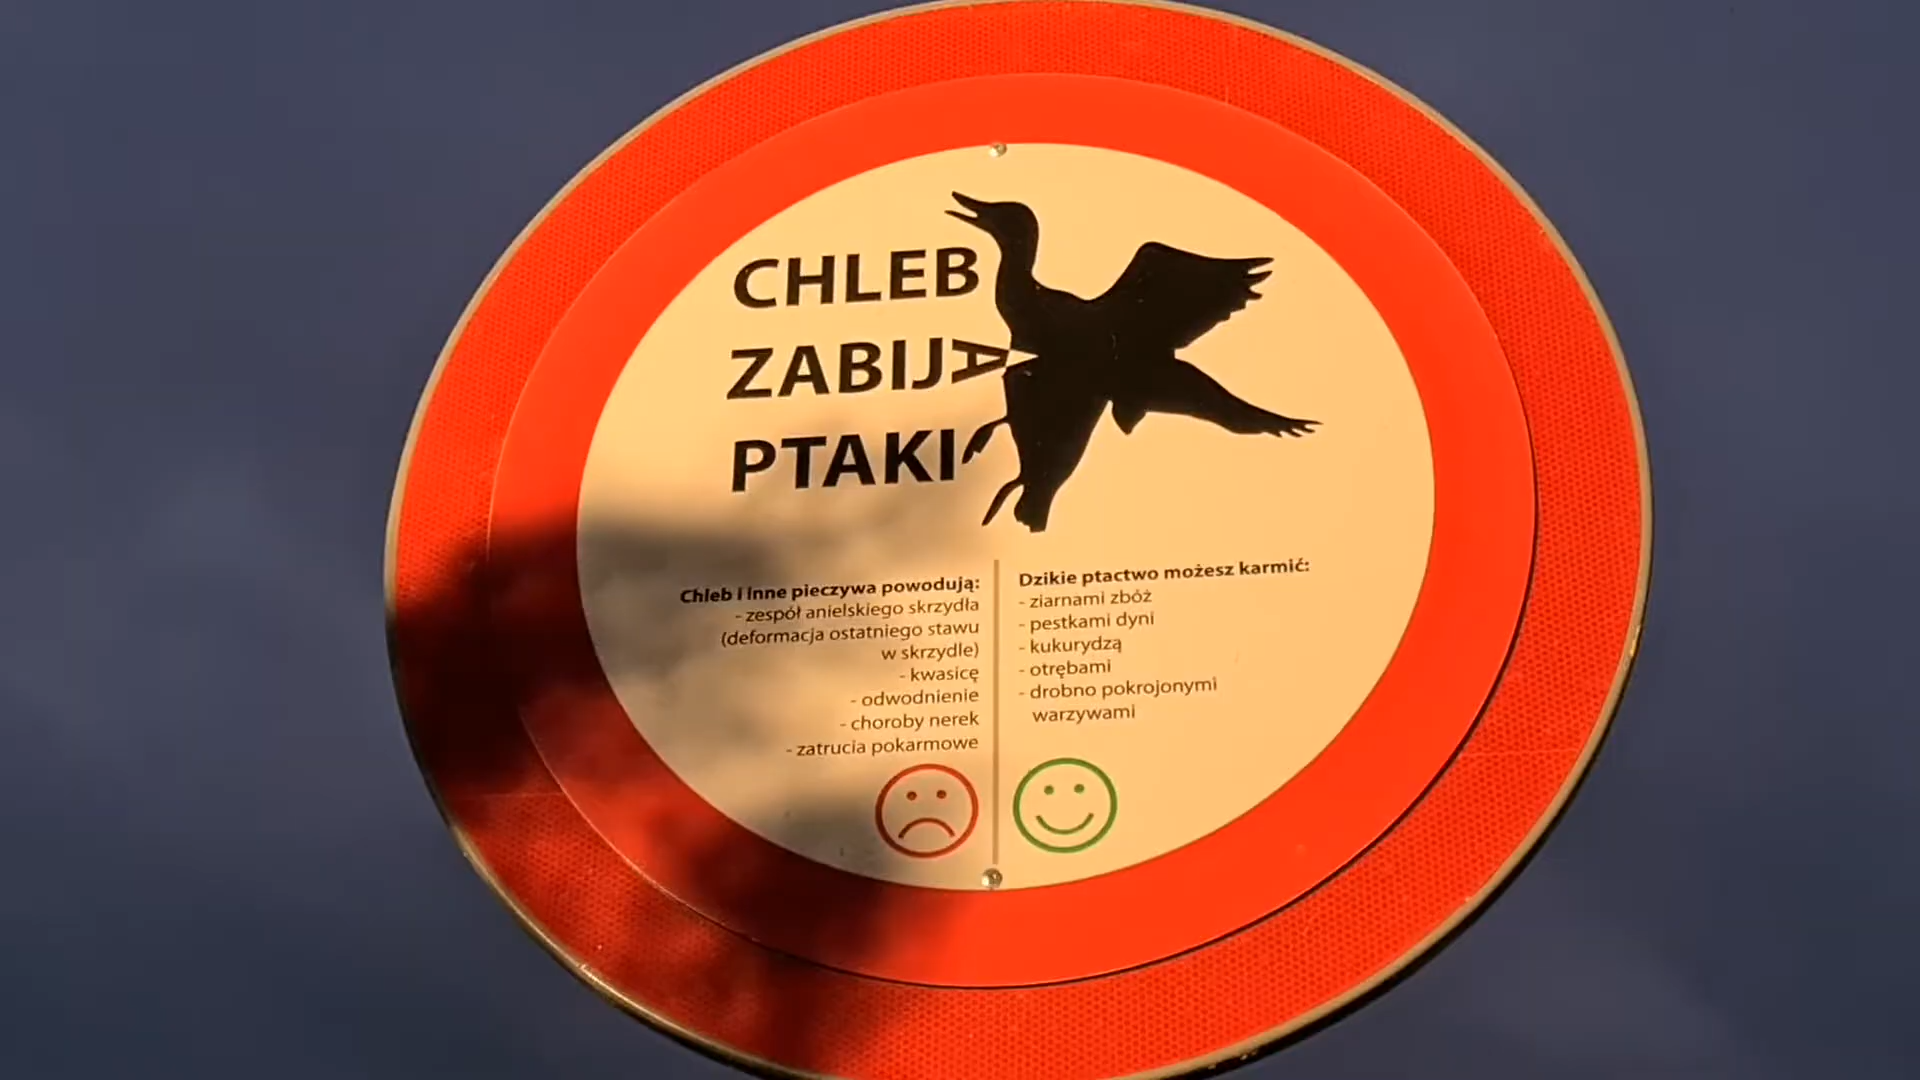 CHLEB
ZABIJA
PTAKI
Chleb i inne pieczywa powodują:
- zespół anielskiego skrzydła
(deformacja ostatniego stawu
w skrzydle)
- kwasicę
- odwodnienie
- choroby nerek
- zatrucia pokarmowe
Dzikie ptactwo możesz karmić:
- ziarnami zbóż
- pestkami dyni
- kukurydzą
- otrębami
- drobno pokrojonymi
warzywami